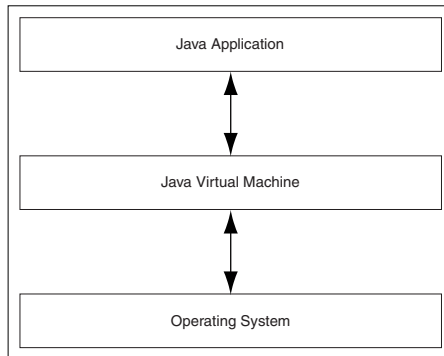 Java Application
Java Virtual Machine
Operating System